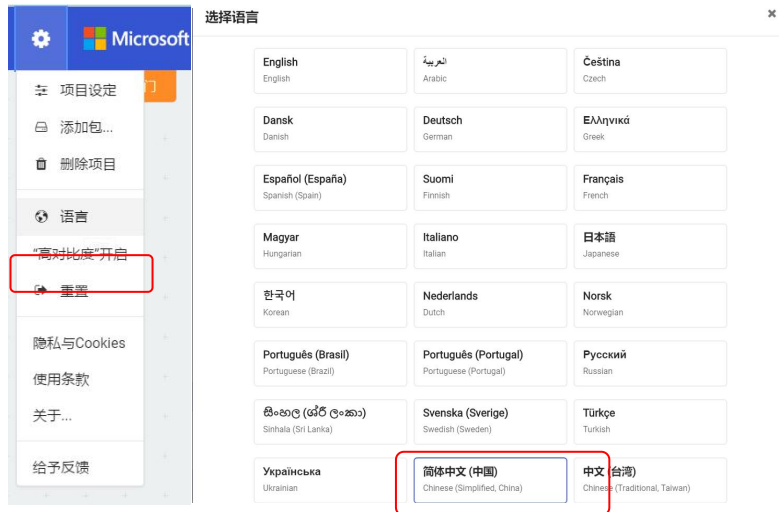 Microsoft
门
项目设定
添加包...
删除项目
语言
“高对比度”开启
重置
隐私与Cookies
使用条款
关于...
给予反馈
选择语言
×
English
English
العربية
Arabic
Čeština
Czech
Dansk
Danish
Deutsch
German
Ελληνικά
Greek
Español (España)
Spanish (Spain)
Suomi
Finnish
Français
French
Magyar
Hungarian
Italiano
Italian
日本語
Japanese
한국어
Korean
Nederlands
Dutch
Norsk
Norwegian
Português (Brasil)
Portuguese (Brazil)
Português (Portugal)
Portuguese (Portugal)
Русский
Russian
සිංහල (ශ්රී ලංකා)
Sinhala (Sri Lanka)
Svenska (Sverige)
Swedish (Sweden)
Türkçe
Turkish
Українська
Ukrainian
简体中文 (中国)
Chinese (Simplified, China)
中文 (台湾)
Chinese (Traditional, Taiwan)